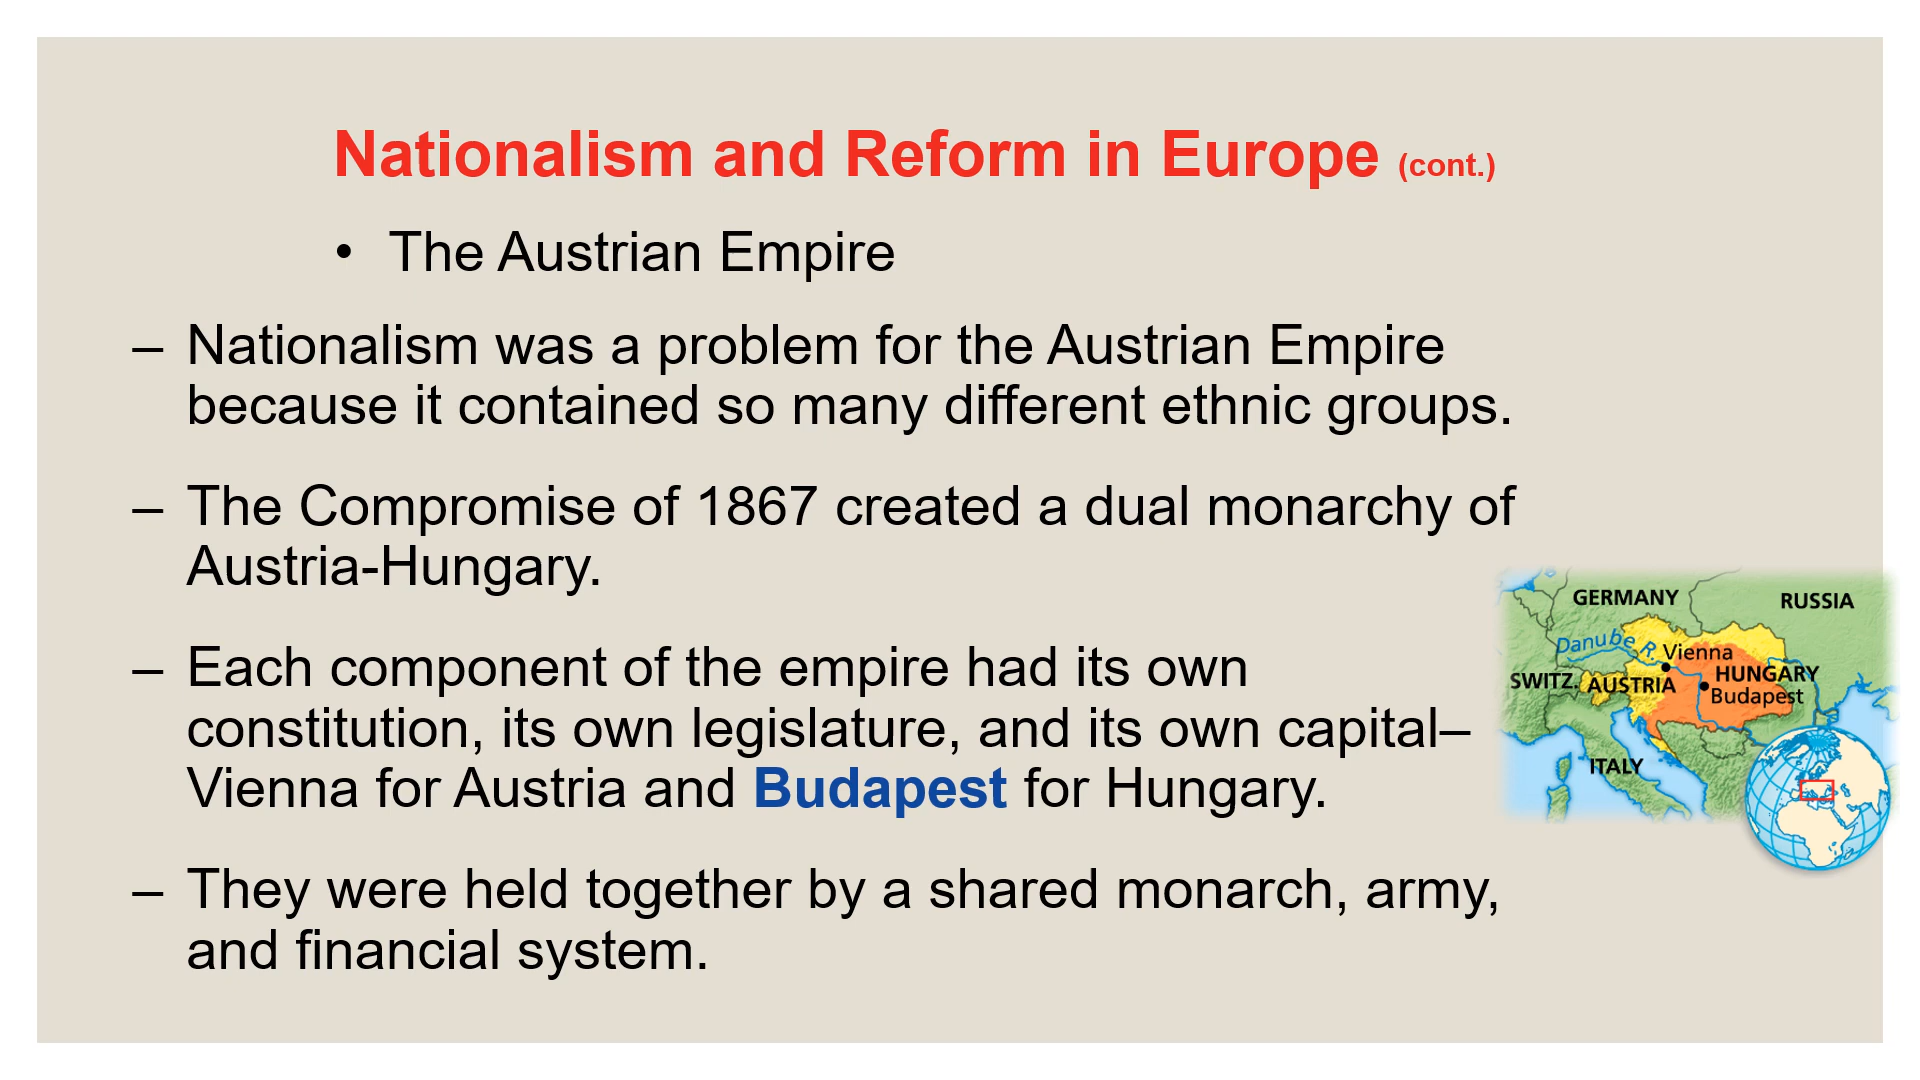 Nationalism and Reform in Europe (cont.)
• The Austrian Empire
– Nationalism was a problem for the Austrian Empire
because it contained so many different ethnic groups.
– The Compromise of 1867 created a dual monarchy of
Austria-Hungary.
– Each component of the empire had its own
constitution, its own legislature, and its own capital–
Vienna for Austria and Budapest for Hungary.
– They were held together by a shared monarch, army,
and financial system.
GERMANY
RUSSIA
Danube R.
Vienna
HUNGARY
SWITZ.
AUSTRIA
Budapest
ITALY